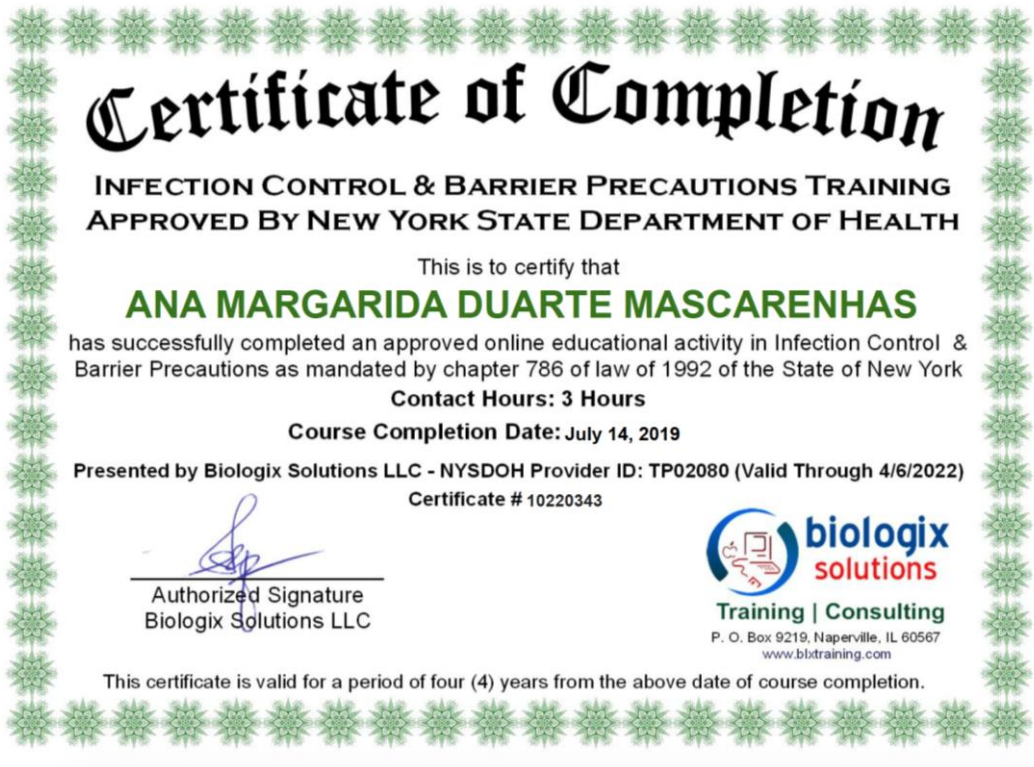 Certificate of Completion
INFECTION CONTROL & BARRIER PRECAUTIONS TRAINING
APPROVED BY NEW YORK STATE DEPARTMENT OF HEALTH
This is to certify that
ANA MARGARIDA DUARTE MASCARENHAS
has successfully completed an approved online educational activity in Infection Control &
Barrier Precautions as mandated by chapter 786 of law of 1992 of the State of New York
Contact Hours: 3 Hours
Course Completion Date: July 14, 2019
Presented by Biologix Solutions LLC - NYSDOH Provider ID: TP02080 (Valid Through 4/6/2022)
Certificate # 10220343
Authorized Signature
Biologix Solutions LLC
biologix
solutions
Training | Consulting
P. O. Box 9219, Naperville, IL 60567
www.blxtraining.com
This certificate is valid for a period of four (4) years from the above date of course completion.